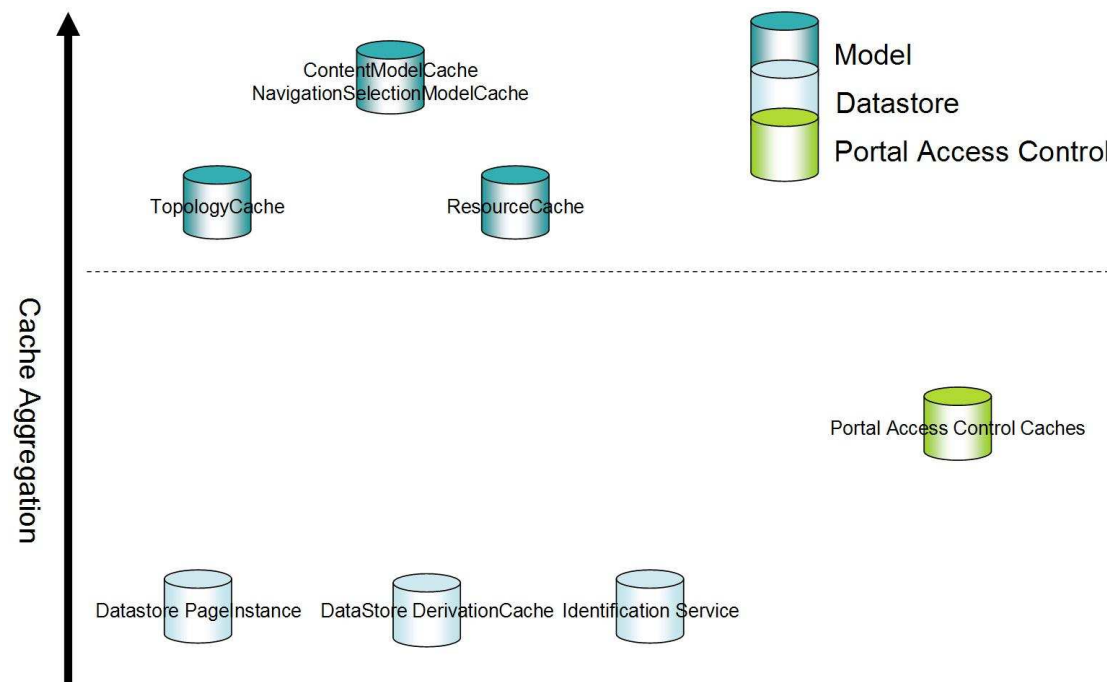 ContentModelCache
NavigationSelectionModelCache
Model
Datastore
Portal Access Control
TopologyCache
ResourceCache
Cache Aggregation
Portal Access Control Caches
Datastore PageInstance
DataStore DerivationCache
Identification Service